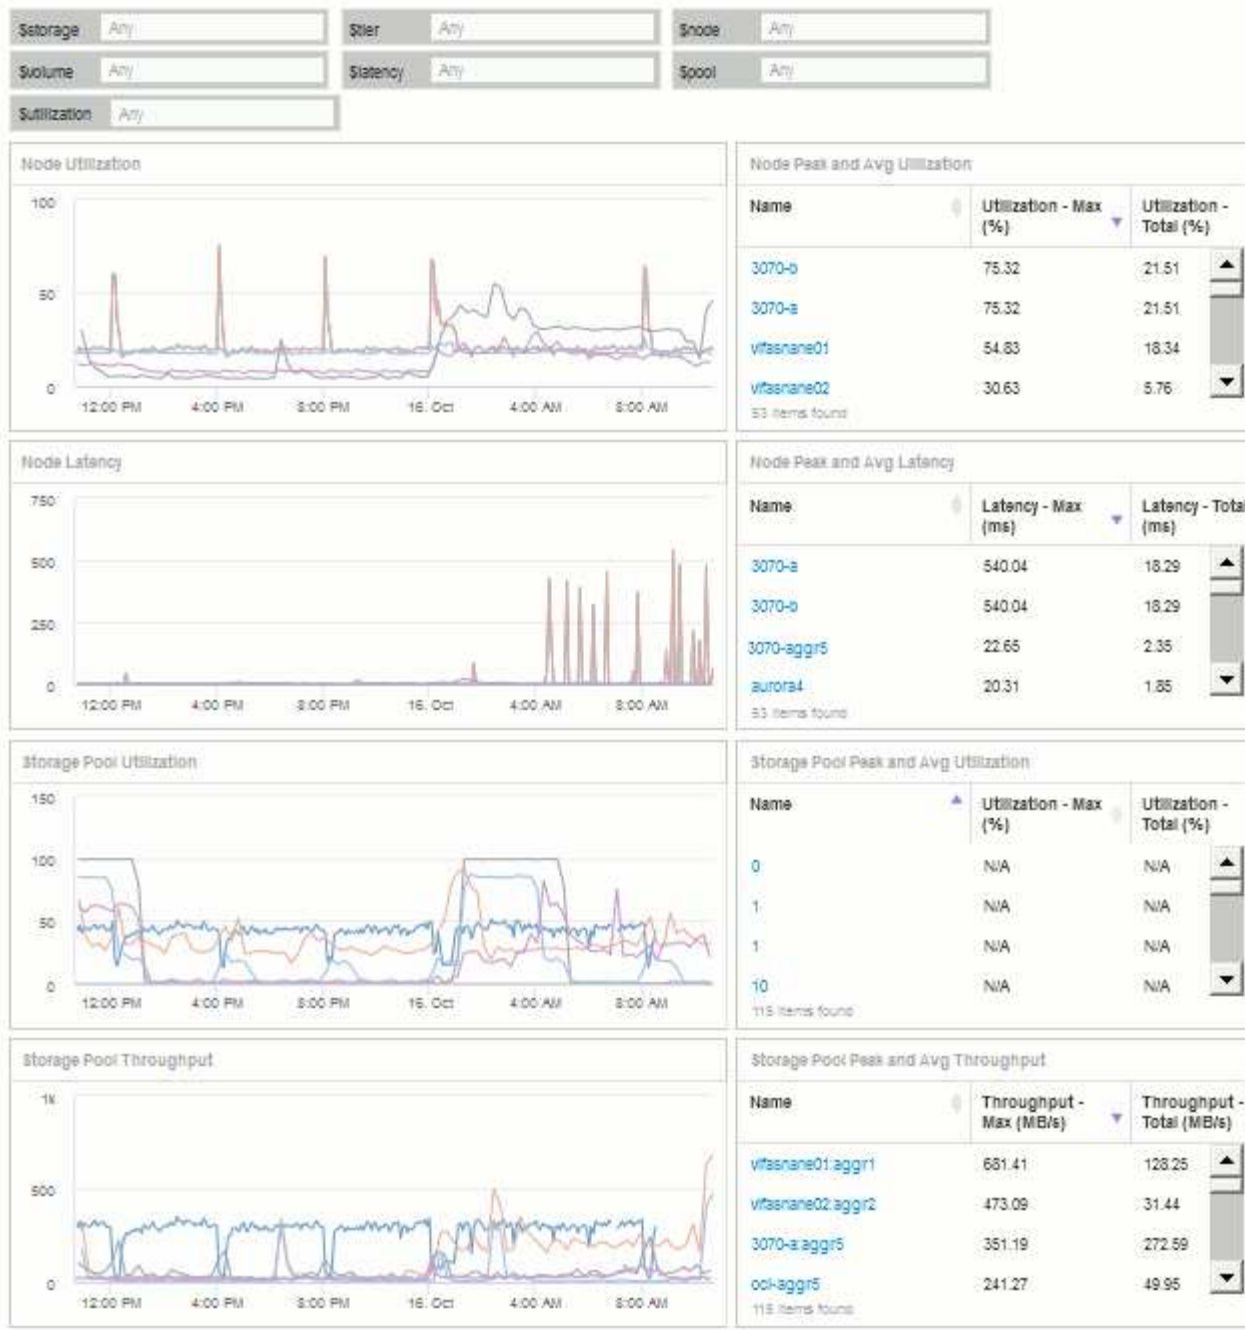 $storage Any $tier Any $node Any
$volume Any $latency Any $pool Any
$utilization Any
Node Utilization
100
50
0
12:00 PM 4:00 PM 8:00 PM 16. Oct 4:00 AM 8:00 AM
Node Peak and Avg Utilization
Name Utilization - Max (%) Utilization - Total (%)
3070-b 75.32 21.51
3070-a 75.32 21.51
vifasnane01 54.83 18.34
vifasnane02 30.63 5.76
53 items found
Node Latency
750
500
250
0
12:00 PM 4:00 PM 8:00 PM 16. Oct 4:00 AM 8:00 AM
Node Peak and Avg Latency
Name Latency - Max (ms) Latency - Total (ms)
3070-a 540.04 18.29
3070-b 540.04 18.29
3070-aggr5 22.65 2.35
aurora4 20.31 1.85
53 items found
Storage Pool Utilization
150
100
50
0
12:00 PM 4:00 PM 8:00 PM 16. Oct 4:00 AM 8:00 AM
Storage Pool Peak and Avg Utilization
Name Utilization - Max (%) Utilization - Total (%)
0 N/A N/A
1 N/A N/A
1 N/A N/A
10 N/A N/A
115 items found
Storage Pool Throughput
1k
500
0
12:00 PM 4:00 PM 8:00 PM 16. Oct 4:00 AM 8:00 AM
Storage Pool Peak and Avg Throughput
Name Throughput - Max (MB/s) Throughput - Total (MB/s)
vifasnane01:aggr1 681.41 128.25
vifasnane02:aggr2 473.09 31.44
3070-a:aggr5 351.19 272.59
oci-aggr5 241.27 49.95
115 items found